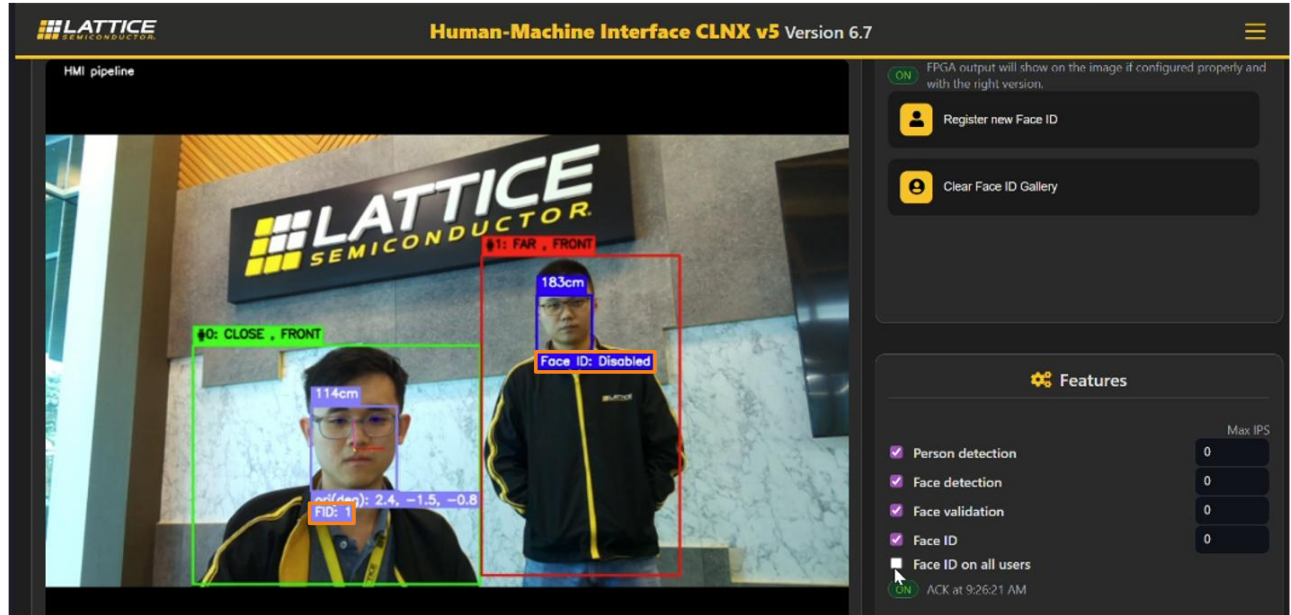 LATTICE
SEMICONDUCTOR.
Human-Machine Interface CLNX v5 Version 6.7
HMI pipeline
LATTICE
SEMICONDUCTOR.
1: FAR , FRONT
183cm
Face ID: Disabled
LATTICE
0: CLOSE , FRONT
114cm
ori(deg): 2.4, -1.5, -0.8
FID: 1
LATTICE
ON
FPGA output will show on the image if configured properly and
with the right version.
Register new Face ID
Clear Face ID Gallery
Features
Max IPS
Person detection 0
Face detection 0
Face validation 0
Face ID 0
Face ID on all users
ON ACK at 9:26:21 AM